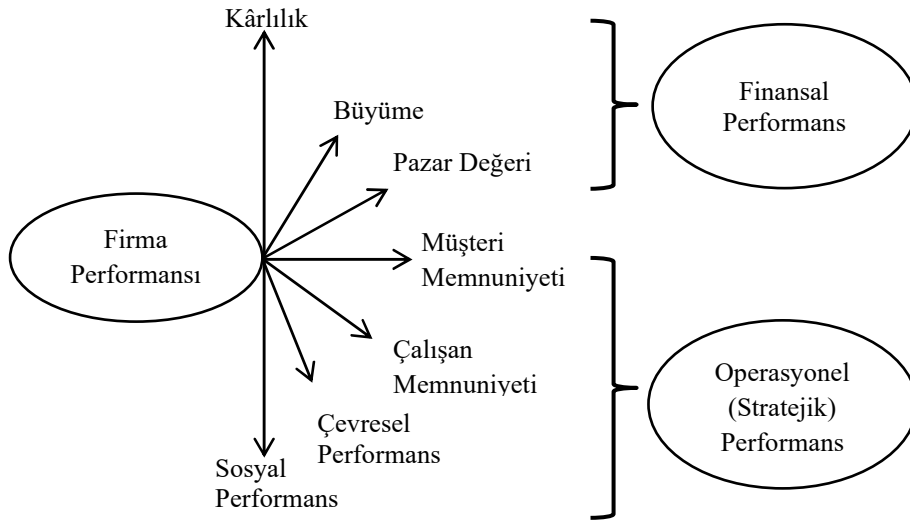 Kârlılık
Büyüme
Pazar Değeri
Finansal
Performans
Firma
Performansı
Müşteri
Memnuniyeti
Çalışan
Memnuniyeti
Çevresel
Performans
Sosyal
Performans
Operasyonel
(Stratejik)
Performans